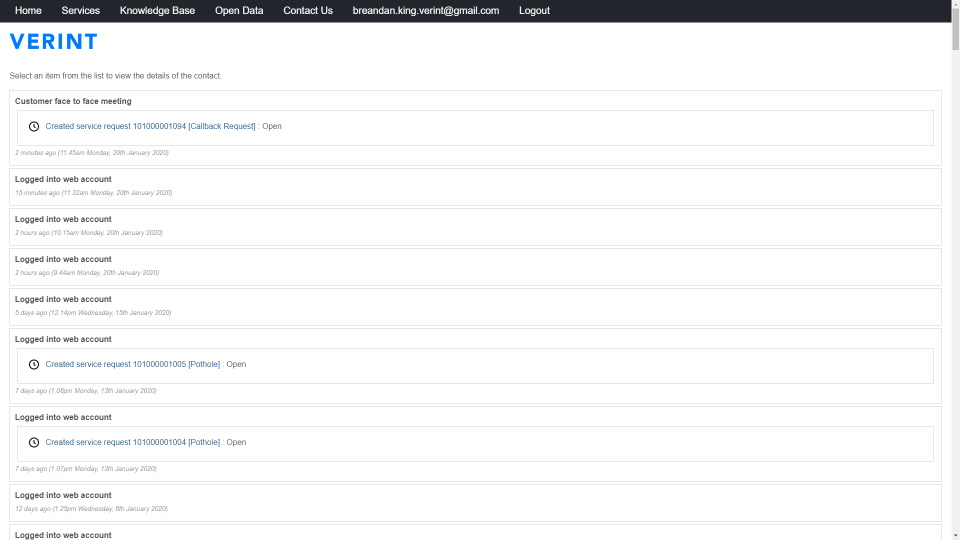 Home Services Knowledge Base Open Data Contact Us breandan.king.verint@gmail.com Logout
VERINT
Select an item from the list to view the details of the contact.
Customer face to face meeting
Created service request 101000001094 [Callback Request] : Open
2 minutes ago (11.45am Monday, 20th January 2020)
Logged into web account
15 minutes ago (11.32am Monday, 20th January 2020)
Logged into web account
2 hours ago (10.15am Monday, 20th January 2020)
Logged into web account
2 hours ago (9.44am Monday, 20th January 2020)
Logged into web account
5 days ago (12.14pm Wednesday, 15th January 2020)
Logged into web account
Created service request 101000001005 [Pothole] : Open
7 days ago (1.08pm Monday, 13th January 2020)
Logged into web account
Created service request 101000001004 [Pothole] : Open
7 days ago (1.07pm Monday, 13th January 2020)
Logged into web account
12 days ago (1.25pm Wednesday, 8th January 2020)
Logged into web account